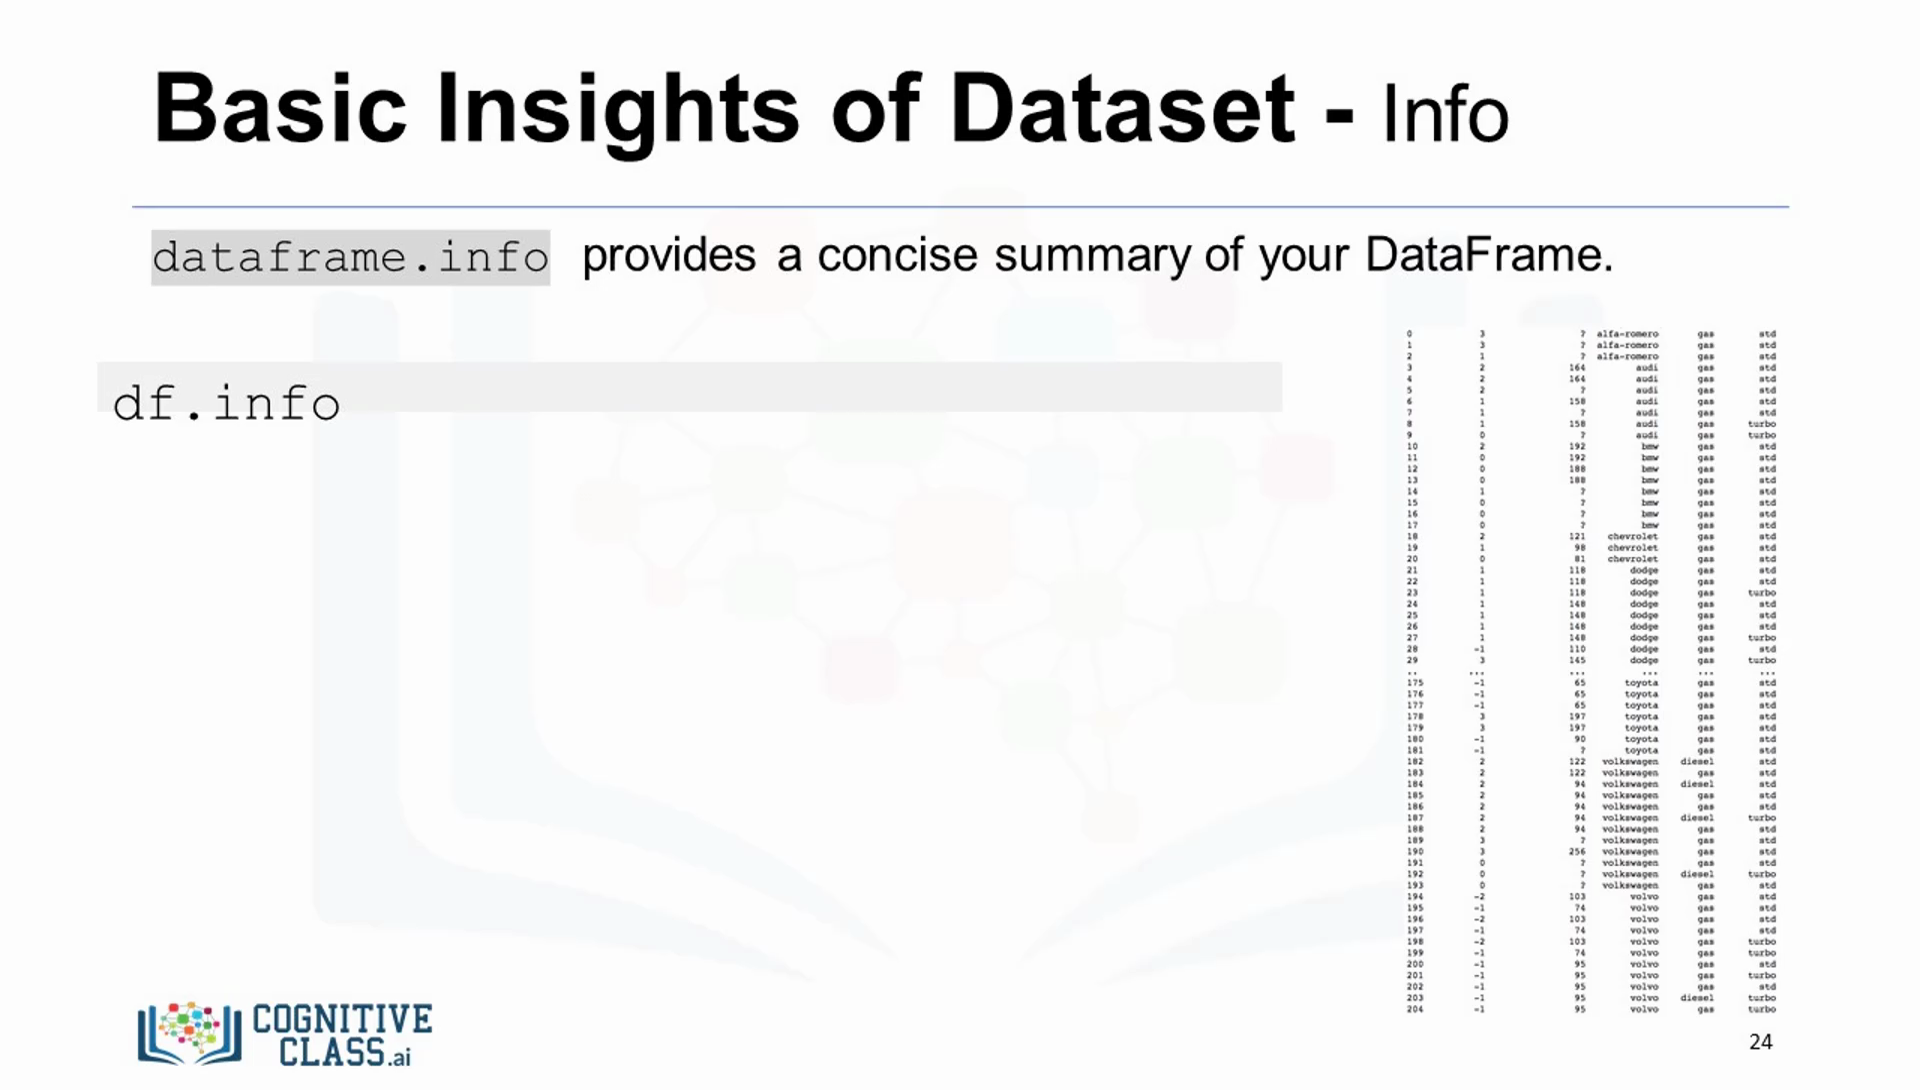 Basic Insights of Dataset - Info
dataframe.info provides a concise summary of your DataFrame.
df.info
0 3 ? alfa-romero gas std
1 3 ? alfa-romero gas std
2 1 ? alfa-romero gas std
3 2 164 audi gas std
4 2 164 audi gas std
5 2 ? audi gas std
6 1 158 audi gas std
7 1 ? audi gas std
8 1 158 audi gas turbo
9 0 ? audi gas turbo
10 2 192 bmw gas std
11 0 192 bmw gas std
12 0 188 bmw gas std
13 0 188 bmw gas std
14 1 ? bmw gas std
15 0 ? bmw gas std
16 0 ? bmw gas std
17 0 ? bmw gas std
18 2 121 chevrolet gas std
19 1 98 chevrolet gas std
20 0 81 chevrolet gas std
21 1 118 dodge gas std
22 1 118 dodge gas std
23 1 118 dodge gas turbo
24 1 148 dodge gas std
25 1 148 dodge gas std
26 1 148 dodge gas std
27 1 148 dodge gas turbo
28 -1 110 dodge gas std
29 3 145 dodge gas turbo
.. ... ... ... ... ...
175 -1 65 toyota gas std
176 -1 65 toyota gas std
177 -1 65 toyota gas std
178 3 197 toyota gas std
179 3 197 toyota gas std
180 -1 90 toyota gas std
181 -1 ? toyota gas std
182 2 122 volkswagen diesel std
183 2 122 volkswagen gas std
184 2 94 volkswagen diesel std
185 2 94 volkswagen gas std
186 2 94 volkswagen gas std
187 2 94 volkswagen diesel turbo
188 2 94 volkswagen gas std
189 3 ? volkswagen gas std
190 3 256 volkswagen gas std
191 0 ? volkswagen gas std
192 0 ? volkswagen diesel turbo
193 0 ? volkswagen gas std
194 -2 103 volvo gas std
195 -1 74 volvo gas std
196 -2 103 volvo gas std
197 -1 74 volvo gas std
198 -2 103 volvo gas turbo
199 -1 74 volvo gas turbo
200 -1 95 volvo gas std
201 -1 95 volvo gas turbo
202 -1 95 volvo gas std
203 -1 95 volvo diesel turbo
204 -1 95 volvo gas turbo
COGNITIVE
CLASS.ai
24